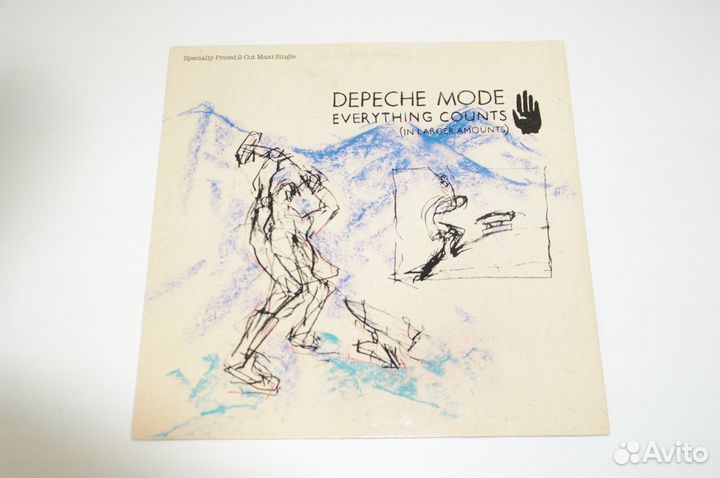 Specially-Priced 2-Cut Maxi Single
DEPECHE MODE
EVERYTHING COUNTS
(IN LARGER AMOUNTS)
Avito